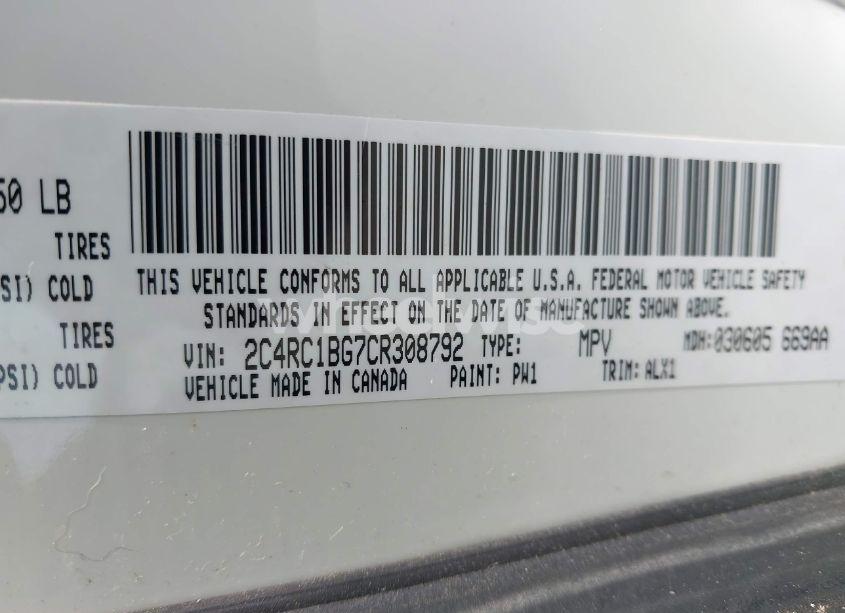 50 LB
TIRES
SI) COLD
TIRES
PSI) COLD
THIS VEHICLE CONFORMS TO ALL APPLICABLE U.S.A. FEDERAL MOTOR VEHICLE SAFETY
STANDARDS IN EFFECT ON THE DATE OF MANUFACTURE SHOWN ABOVE.
VIN: 2C4RC1BG7CR308792 TYPE: MPV MDH:030605 669AA
VEHICLE MADE IN CANADA PAINT: PW1 TRIM: ALX1